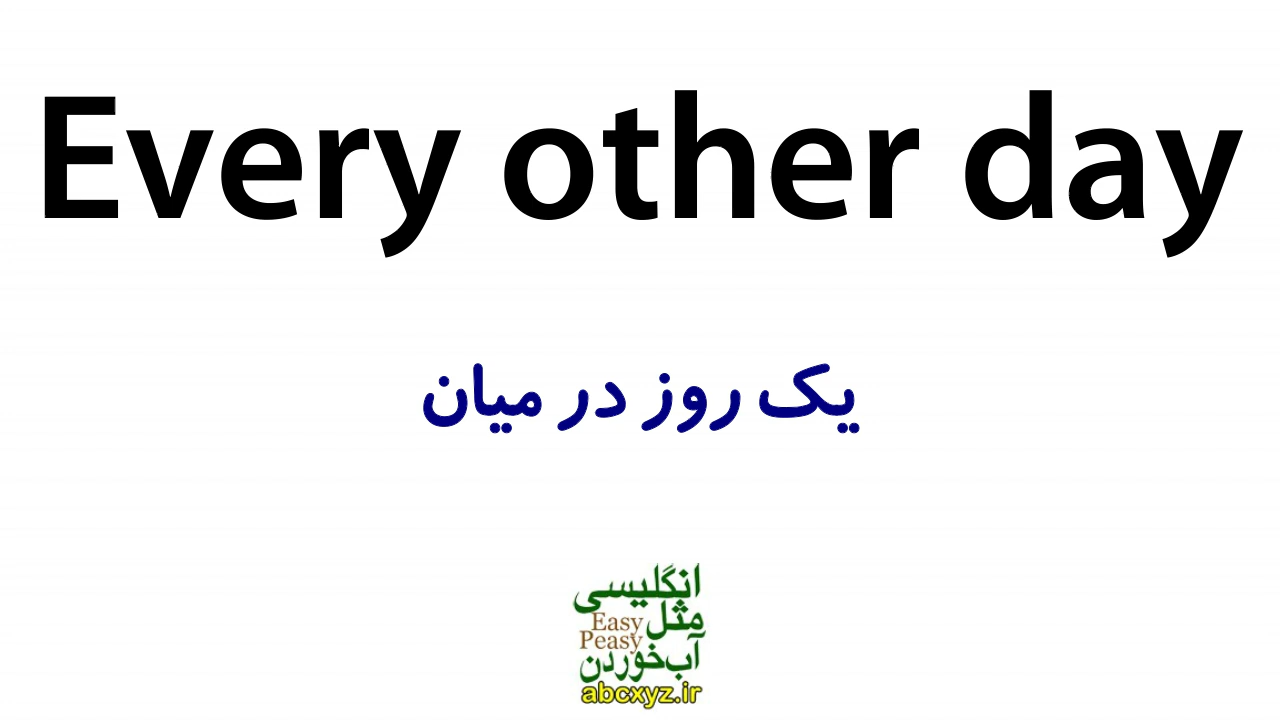 Every other day
یک روز در میان
انگلیسی
مثل
Easy
Peasy
آب‌خوردن
abcxyz.ir